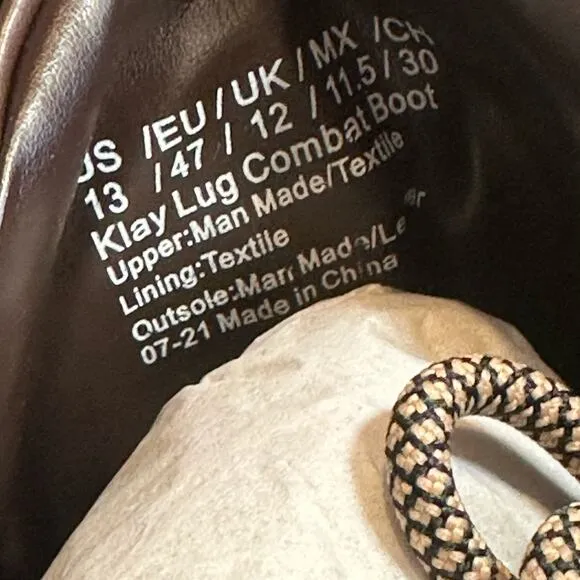 US /EU / UK / MX /CH
13 / 47 / 12 / 11.5 / 30
Klay Lug Combat Boot
Upper:Man Made/Textile
Lining:Textile
Outsole:Man Made/
07-21 Made in China